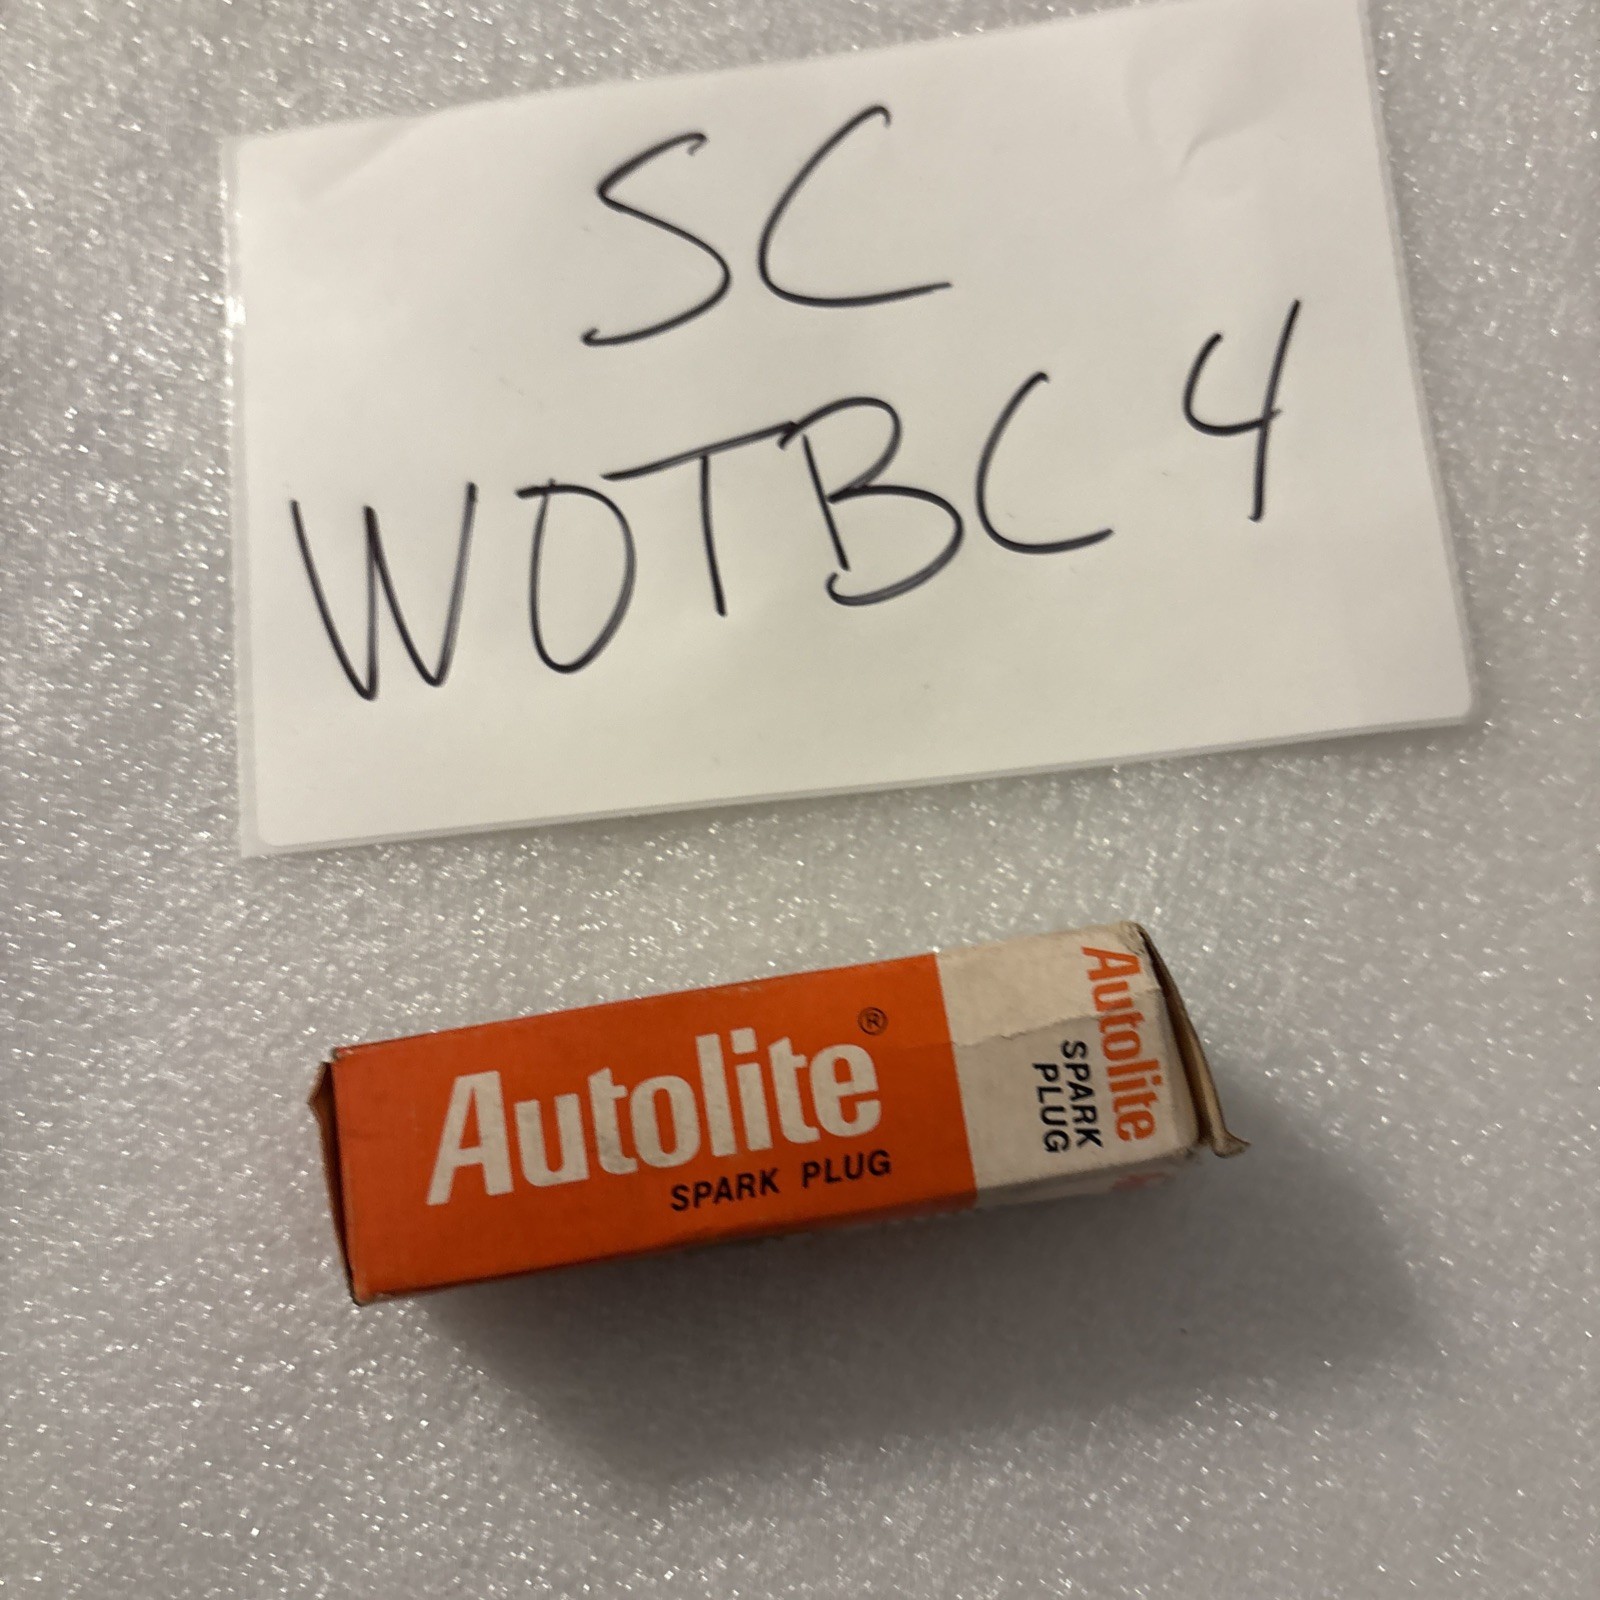 SC
WOTBC 4
Autolite®
SPARK PLUG
Autolite
SPARK
PLUG